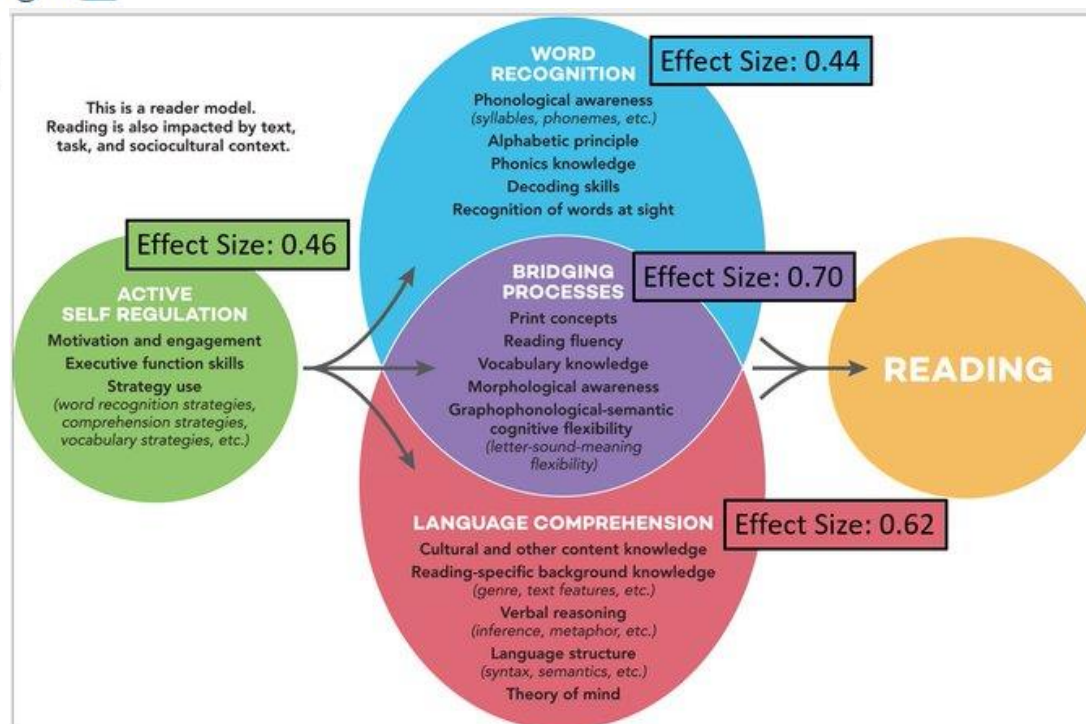 This is a reader model.
Reading is also impacted by text,
task, and sociocultural context.
Effect Size: 0.46
ACTIVE
SELF REGULATION
Motivation and engagement
Executive function skills
Strategy use
(word recognition strategies,
comprehension strategies,
vocabulary strategies, etc.)
WORD
RECOGNITION
Effect Size: 0.44
Phonological awareness
(syllables, phonemes, etc.)
Alphabetic principle
Phonics knowledge
Decoding skills
Recognition of words at sight
BRIDGING
PROCESSES
Effect Size: 0.70
Print concepts
Reading fluency
Vocabulary knowledge
Morphological awareness
Graphophonological-semantic
cognitive flexibility
(letter-sound-meaning
flexibility)
LANGUAGE COMPREHENSION
Effect Size: 0.62
Cultural and other content knowledge
Reading-specific background knowledge
(genre, text features, etc.)
Verbal reasoning
(inference, metaphor, etc.)
Language structure
(syntax, semantics, etc.)
Theory of mind
READING